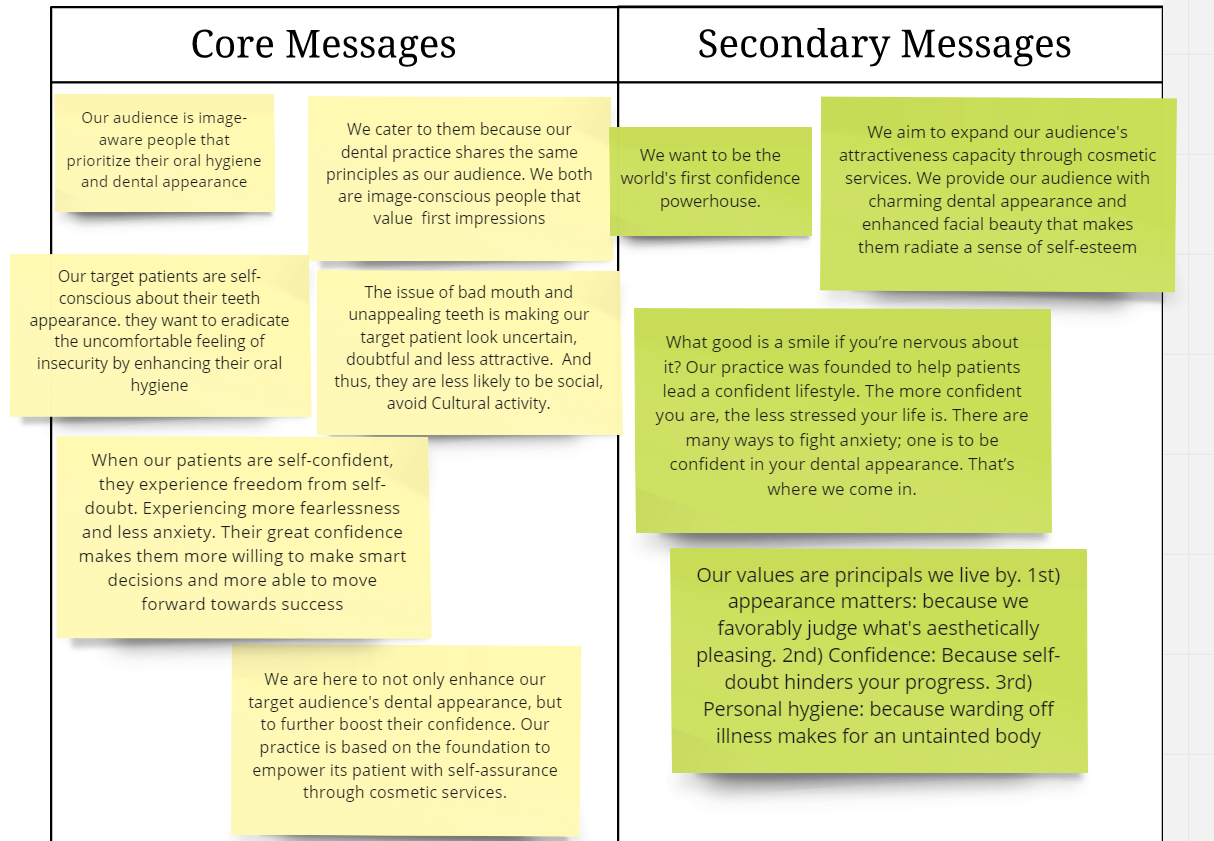 Core Messages
Secondary Messages
Our audience is image-
aware people that
prioritize their oral hygiene
and dental appearance
We cater to them because our
dental practice shares the same
principles as our audience. We both
are image-conscious people that
value  first impressions
Our target patients are self-
conscious about their teeth
appearance. they want to eradicate
the uncomfortable feeling of
insecurity by enhancing their oral
hygiene
The issue of bad mouth and
unappealing teeth is making our
target patient look uncertain,
doubtful and less attractive.  And
thus, they are less likely to be social,
avoid Cultural activity.
When our patients are self-confident,
they experience freedom from self-
doubt. Experiencing more fearlessness
and less anxiety. Their great confidence
makes them more willing to make smart
decisions and more able to move
forward towards success
We are here to not only enhance our
target audience's dental appearance, but
to further boost their confidence. Our
practice is based on the foundation to
empower its patient with self-assurance
through cosmetic services.
We want to be the
world's first confidence
powerhouse.
We aim to expand our audience's
attractiveness capacity through cosmetic
services. We provide our audience with
charming dental appearance and
enhanced facial beauty that makes
them radiate a sense of self-esteem
What good is a smile if you’re nervous about
it? Our practice was founded to help patients
lead a confident lifestyle. The more confident
you are, the less stressed your life is. There are
many ways to fight anxiety; one is to be
confident in your dental appearance. That’s
where we come in.
Our values are principals we live by. 1st)
appearance matters: because we
favorably judge what's aesthetically
pleasing. 2nd) Confidence: Because self-
doubt hinders your progress. 3rd)
Personal hygiene: because warding off
illness makes for an untainted body